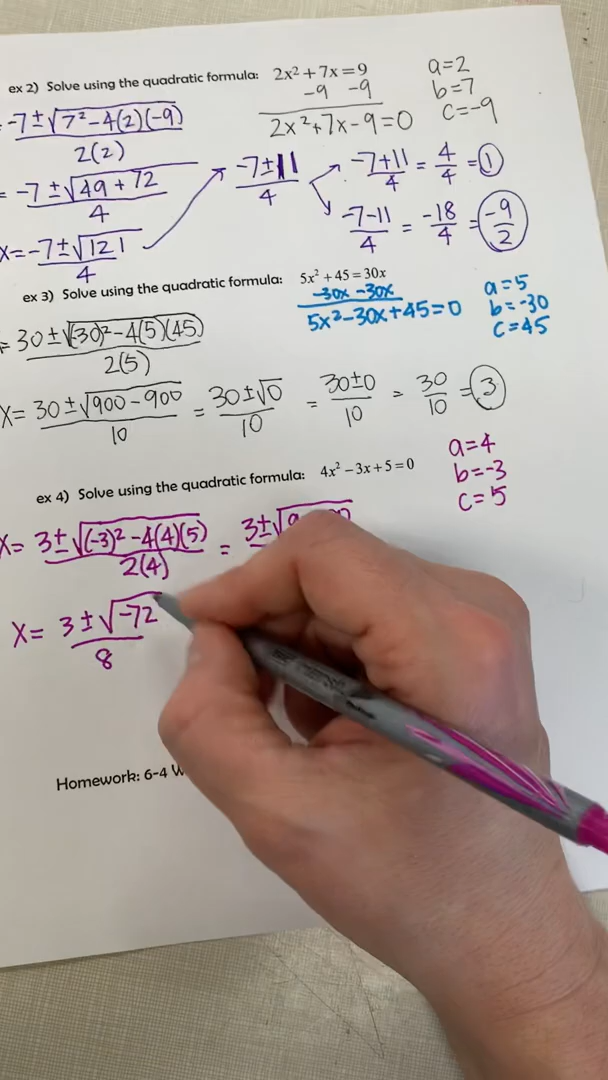 ex 2) Solve using the quadratic formula: 2x² + 7x = 9
-9 -9
2x²+7x-9=0
a=2
b=7
c=-9
-7±√7²-4(2)(-9)
2(2)
= -7±√49+72
4
x=-7±√121
4
-7±11
4
-7+11 = 4 = 1
4 4
-7-11 = -18 = -9
4 4 2
ex 3) Solve using the quadratic formula: 5x² + 45 = 30x
-30x -30x
5x²-30x+45=0
a=5
b=-30
c=45
= 30±√(-30)²-4(5)(45)
2(5)
x= 30±√900-900 = 30±√0 = 30±0 = 30 = 3
10 10 10 10
ex 4) Solve using the quadratic formula: 4x² - 3x + 5 = 0
a=4
b=-3
c=5
x= 3±√(-3)²-4(4)(5) = 3±√9
2(4)
x= 3±√-72
8
Homework: 6-4